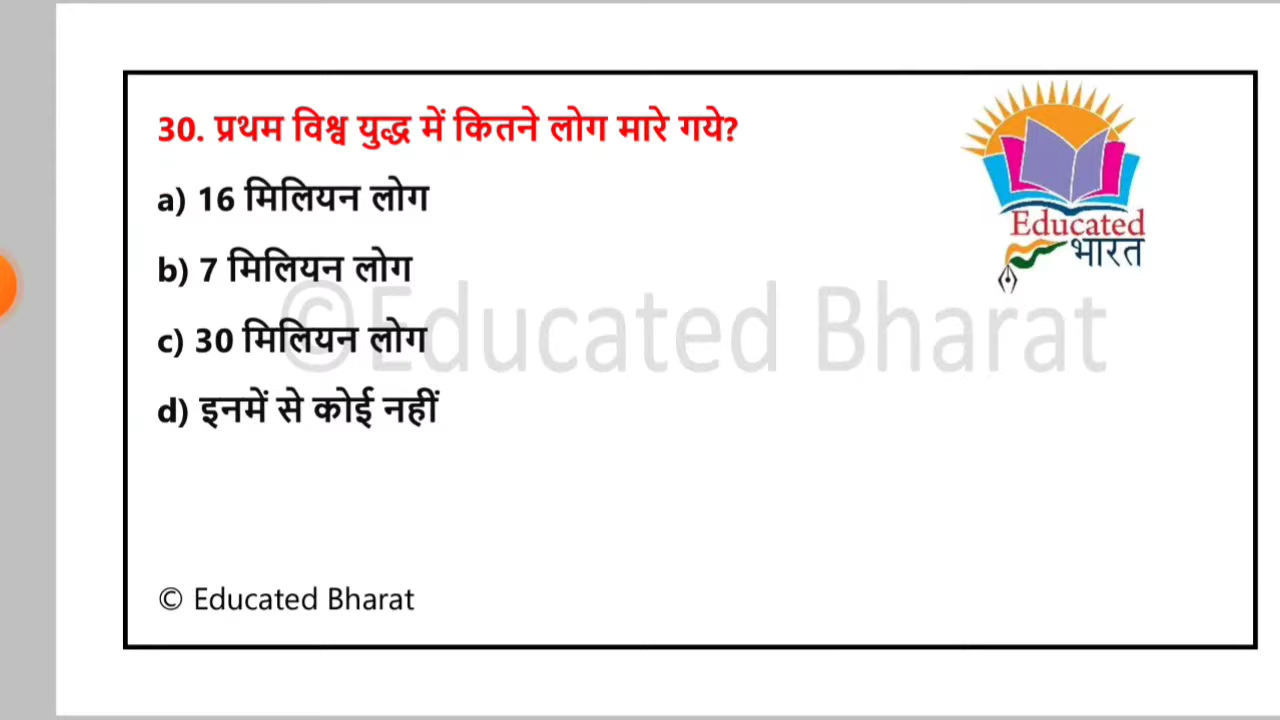 30. प्रथम विश्व युद्ध में कितने लोग मारे गये?
a) 16 मिलियन लोग
b) 7 मिलियन लोग
c) 30 मिलियन लोग
d) इनमें से कोई नहीं
Educated
भारत
©Educated Bharat
© Educated Bharat